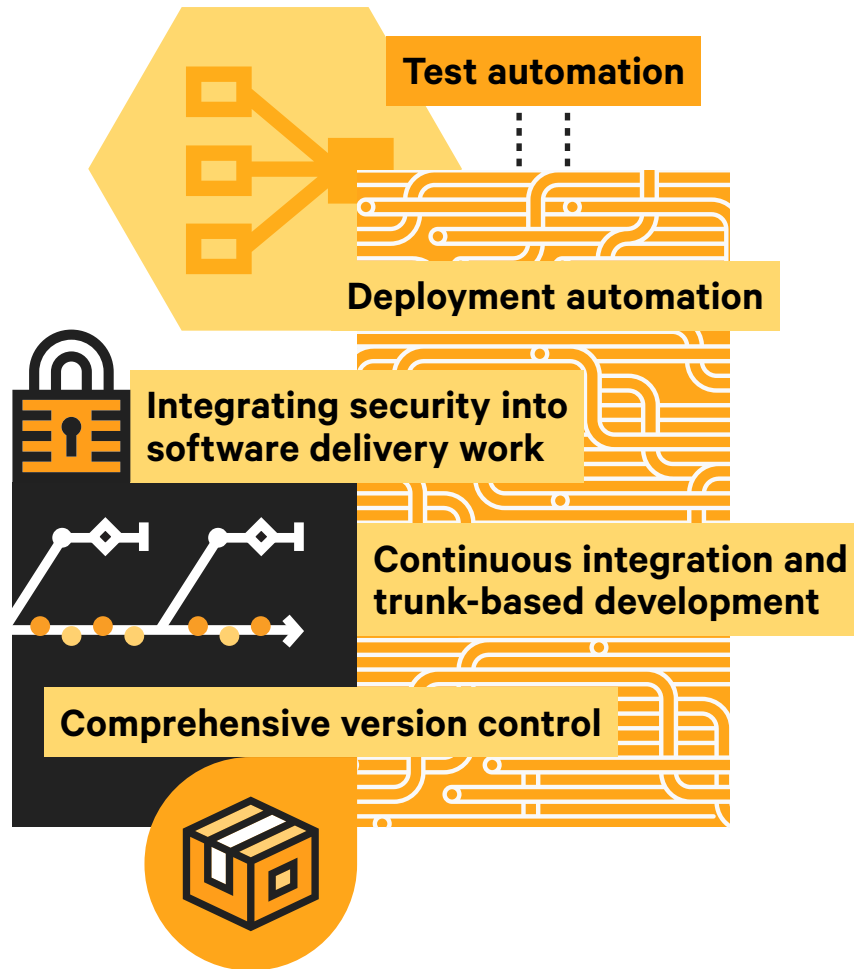 Test automation
Deployment automation
Integrating security into
software delivery work
Continuous integration and
trunk-based development
Comprehensive version control